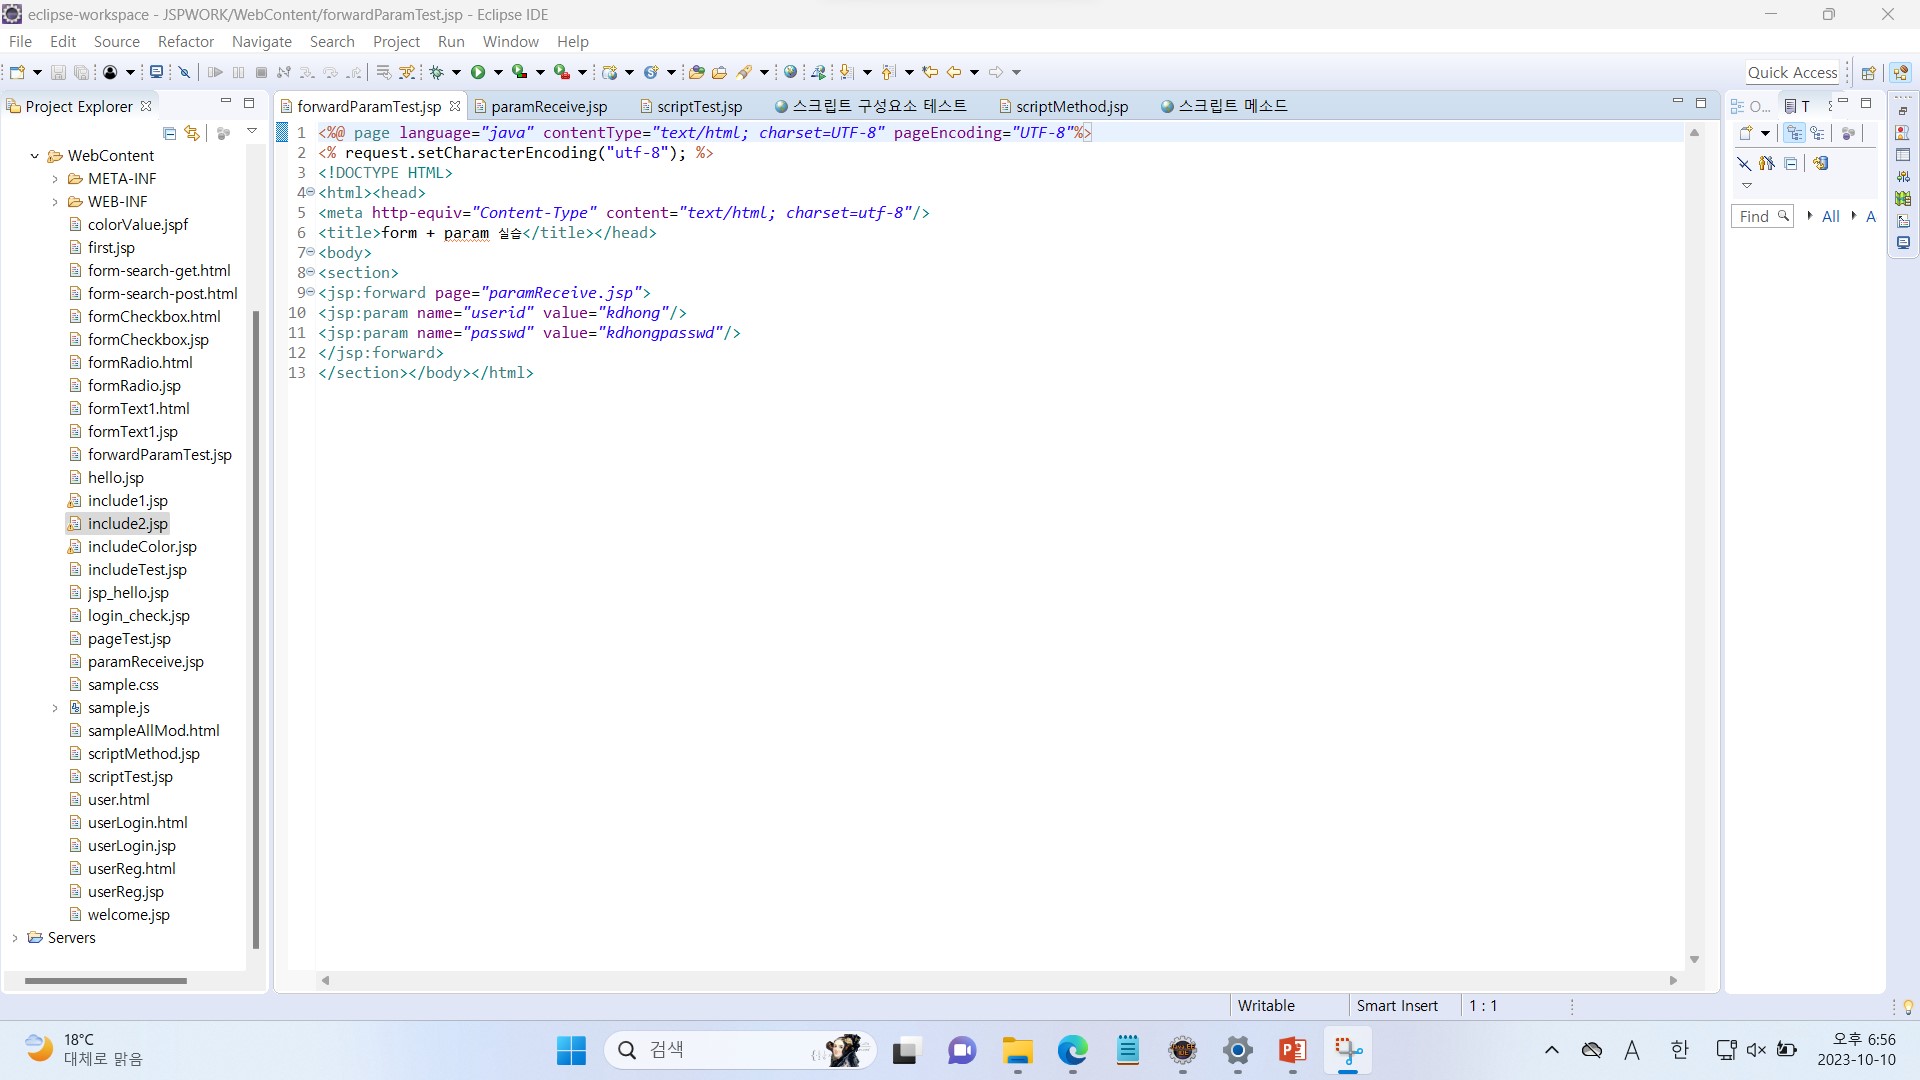 eclipse-workspace - JSPWORK/WebContent/forwardParamTest.jsp - Eclipse IDE
File Edit Source Refactor Navigate Search Project Run Window Help
Quick Access
Project Explorer
forwardParamTest.jsp paramReceive.jsp scriptTest.jsp 스크립트 구성요소 테스트 scriptMethod.jsp 스크립트 메소드
O... T
WebContent
META-INF
WEB-INF
colorValue.jspf
first.jsp
form-search-get.html
form-search-post.html
formCheckbox.html
formCheckbox.jsp
formRadio.html
formRadio.jsp
formText1.html
formText1.jsp
forwardParamTest.jsp
hello.jsp
include1.jsp
include2.jsp
includeColor.jsp
includeTest.jsp
jsp_hello.jsp
login_check.jsp
pageTest.jsp
paramReceive.jsp
sample.css
sample.js
sampleAllMod.html
scriptMethod.jsp
scriptTest.jsp
user.html
userLogin.html
userLogin.jsp
userReg.html
userReg.jsp
welcome.jsp
Servers
1 <%@ page language="java" contentType="text/html; charset=UTF-8" pageEncoding="UTF-8"%>
2 <% request.setCharacterEncoding("utf-8"); %>
3 <!DOCTYPE HTML>
4 <html><head>
5 <meta http-equiv="Content-Type" content="text/html; charset=utf-8"/>
6 <title>form + param 실습</title></head>
7 <body>
8 <section>
9 <jsp:forward page="paramReceive.jsp">
10 <jsp:param name="userid" value="kdhong"/>
11 <jsp:param name="passwd" value="kdhongpasswd"/>
12 </jsp:forward>
13 </section></body></html>
Find All A
Writable Smart Insert 1 : 1
18°C
대체로 맑음
검색
A 한
오후 6:56
2023-10-10